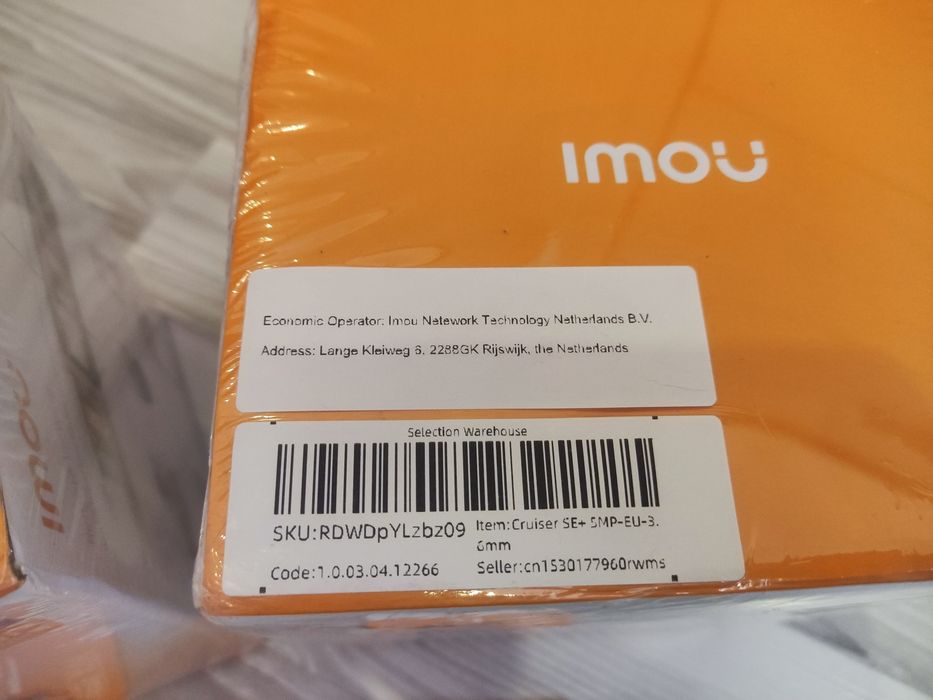 imou
Economic Operator: Imou Netework Technology Netherlands B.V.
Address: Lange Kleiweg 6, 2288GK Rijswijk, the Netherlands
Selection Warehouse
SKU:RDWDpYLzbz09
Item:Cruiser SE+ 5MP-EU-3.
6mm
Code:1.0.03.04.12266
Seller:cn1530177960rwms
imou